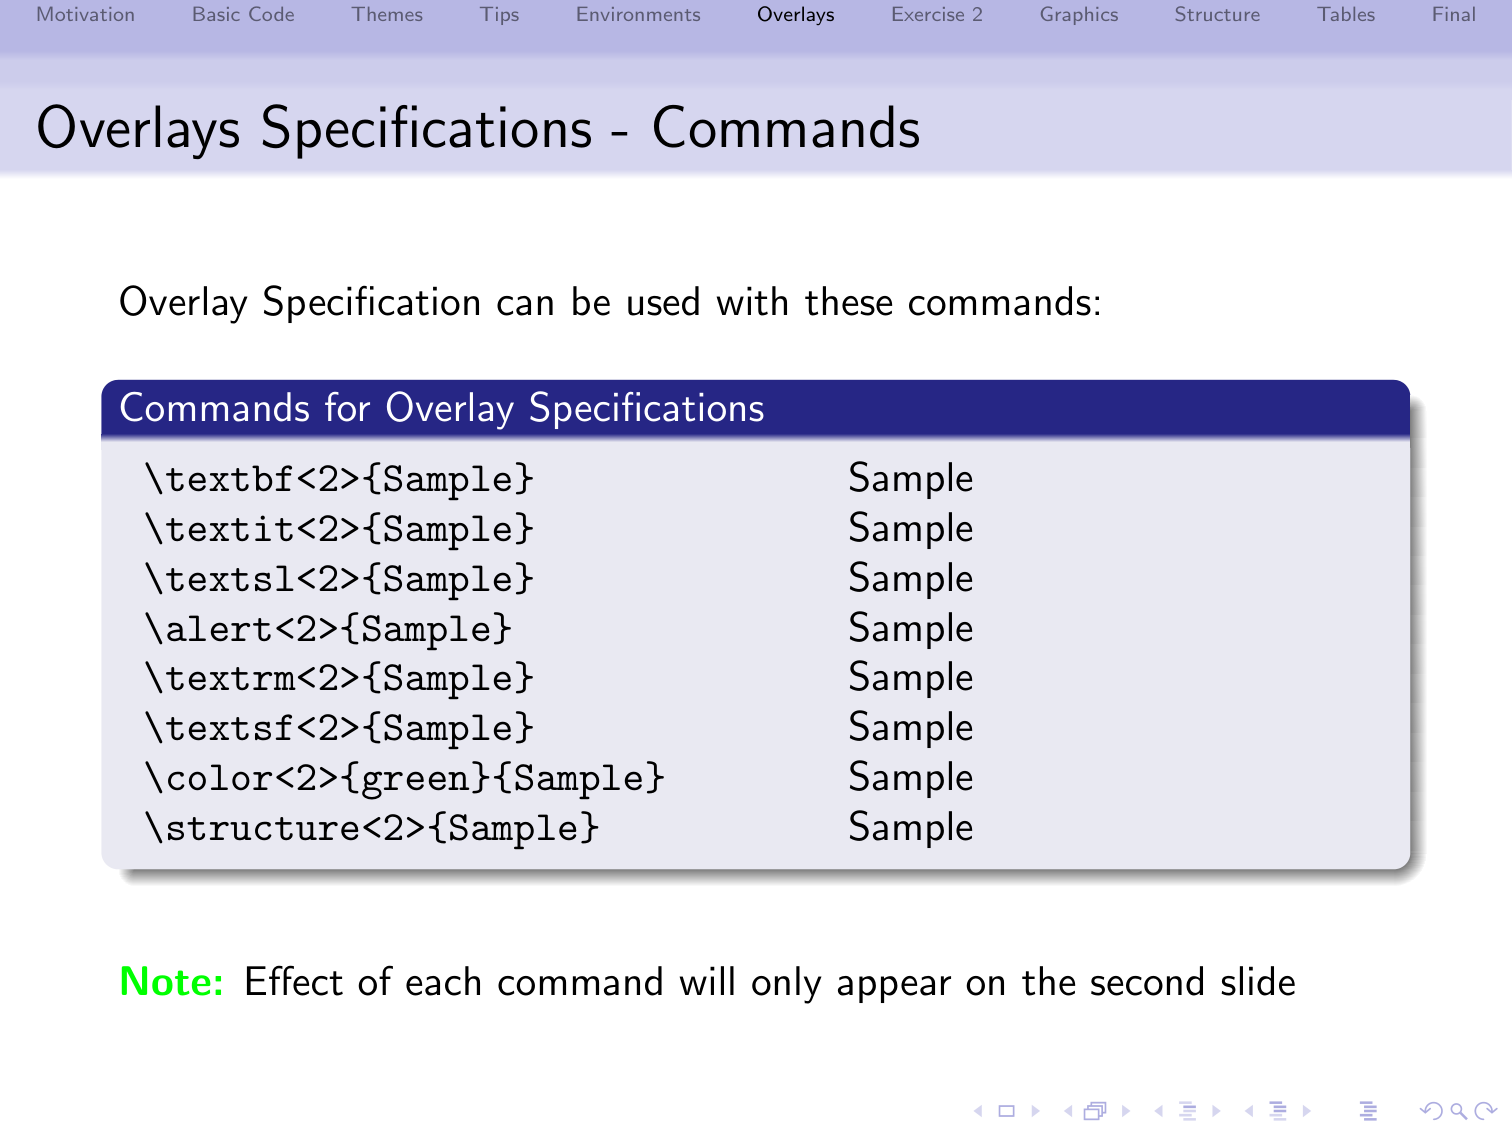 Motivation Basic Code Themes Tips Environments Overlays Exercise 2 Graphics Structure Tables Final
Overlays Specifications - Commands
Overlay Specification can be used with these commands:
Commands for Overlay Specifications
\textbf<2>{Sample} Sample
\textit<2>{Sample} Sample
\textsl<2>{Sample} Sample
\alert<2>{Sample} Sample
\textrm<2>{Sample} Sample
\textsf<2>{Sample} Sample
\color<2>{green}{Sample} Sample
\structure<2>{Sample} Sample
Note: Effect of each command will only appear on the second slide